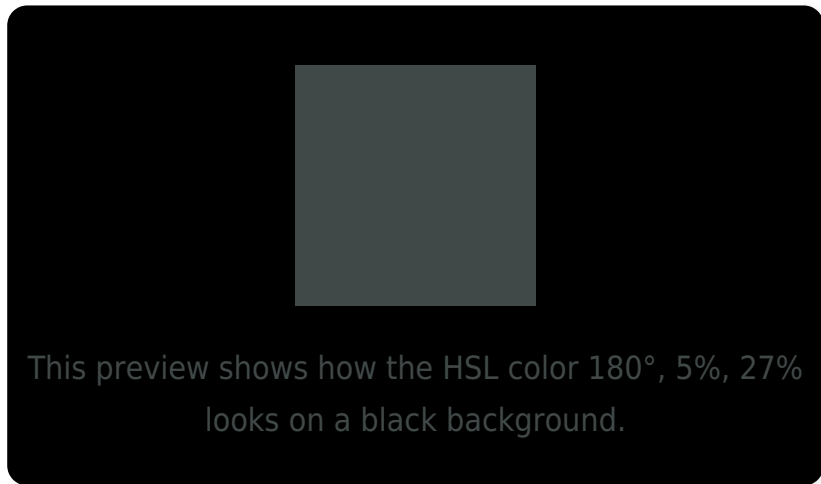 This preview shows how the HSL color 180°, 5%, 27%
looks on a black background.